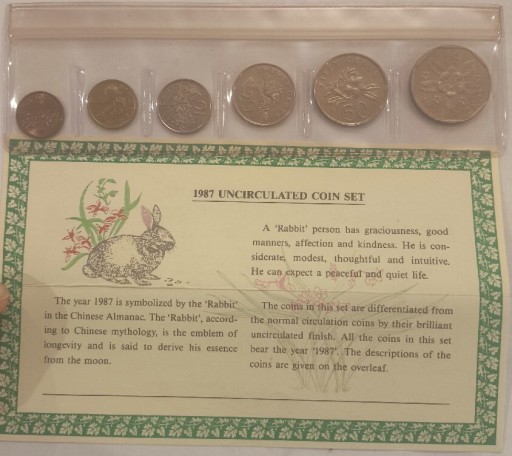 1987 UNCIRCULATED COIN SET
A 'Rabbit' person has graciousness, good
manners, affection and kindness. He is con-
siderate, modest, thoughtful and intuitive.
He can expect a peaceful and quiet life.
The year 1987 is symbolized by the 'Rabbit'
in the Chinese Almanac. The 'Rabbit', accord-
ing to Chinese mythology, is the emblem of
longevity and is said to derive his essence
from the moon.
The coins in this set are differentiated from
the normal circulation coins by their brilliant
uncirculated finish. All the coins in this set
bear the year '1987'. The descriptions of the
coins are given on the overleaf.